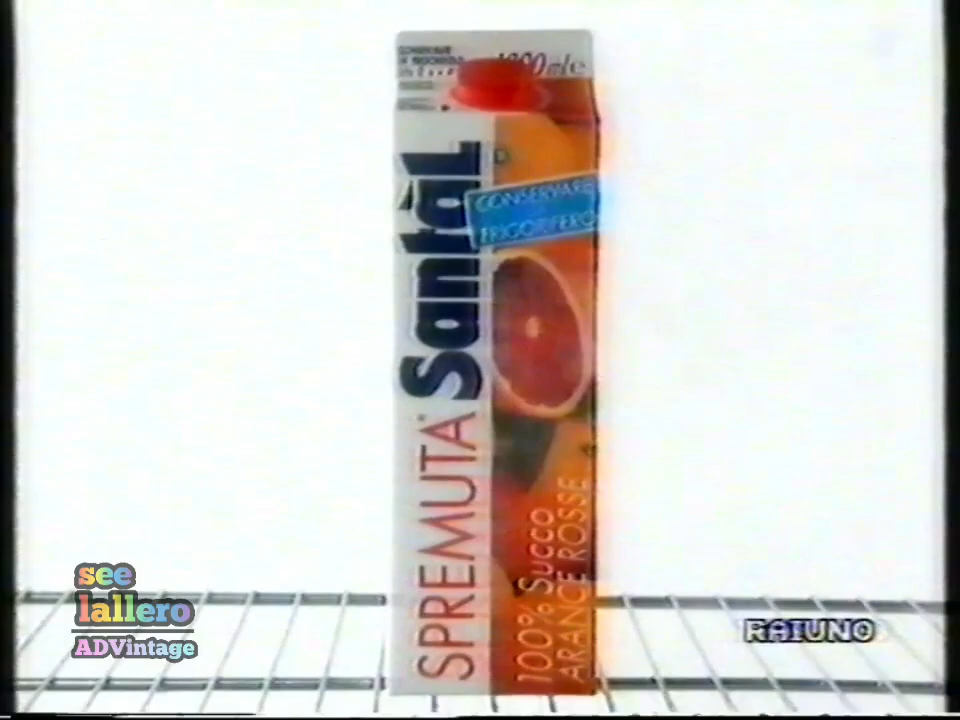 1000 ml e
Santàl
CONSERVARE
FRIGORIFERO
SPREMUTA
100% Succo
ARANCE ROSSE
see
lallero
ADVintage
RAIUNO